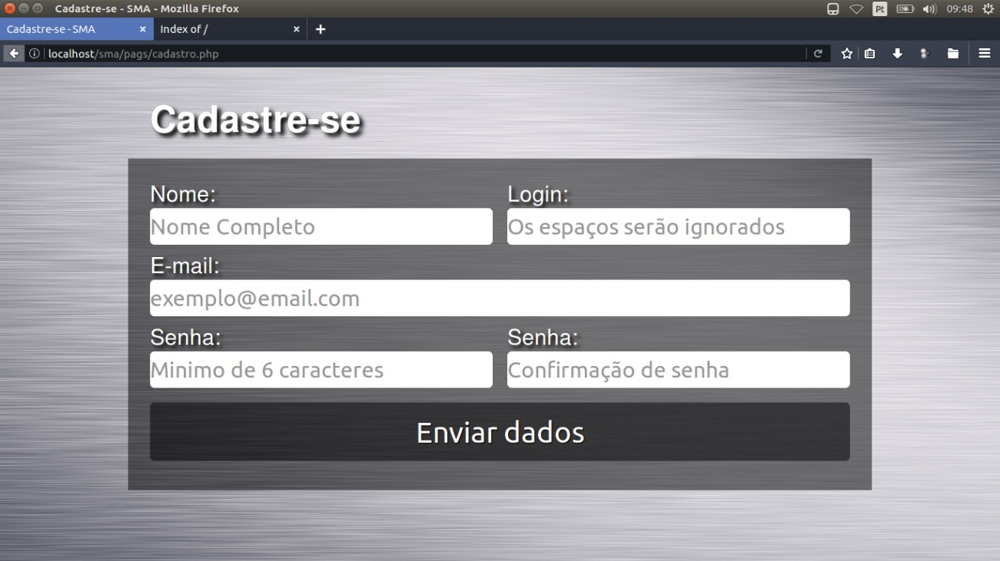 Cadastre-se - SMA - Mozilla Firefox
Pt 09:48
Cadastre-se - SMA × Index of / × +
localhost/sma/pags/cadastro.php
Cadastre-se
Nome: Login:
Nome Completo Os espaços serão ignorados
E-mail:
exemplo@email.com
Senha: Senha:
Minimo de 6 caracteres Confirmação de senha
Enviar dados